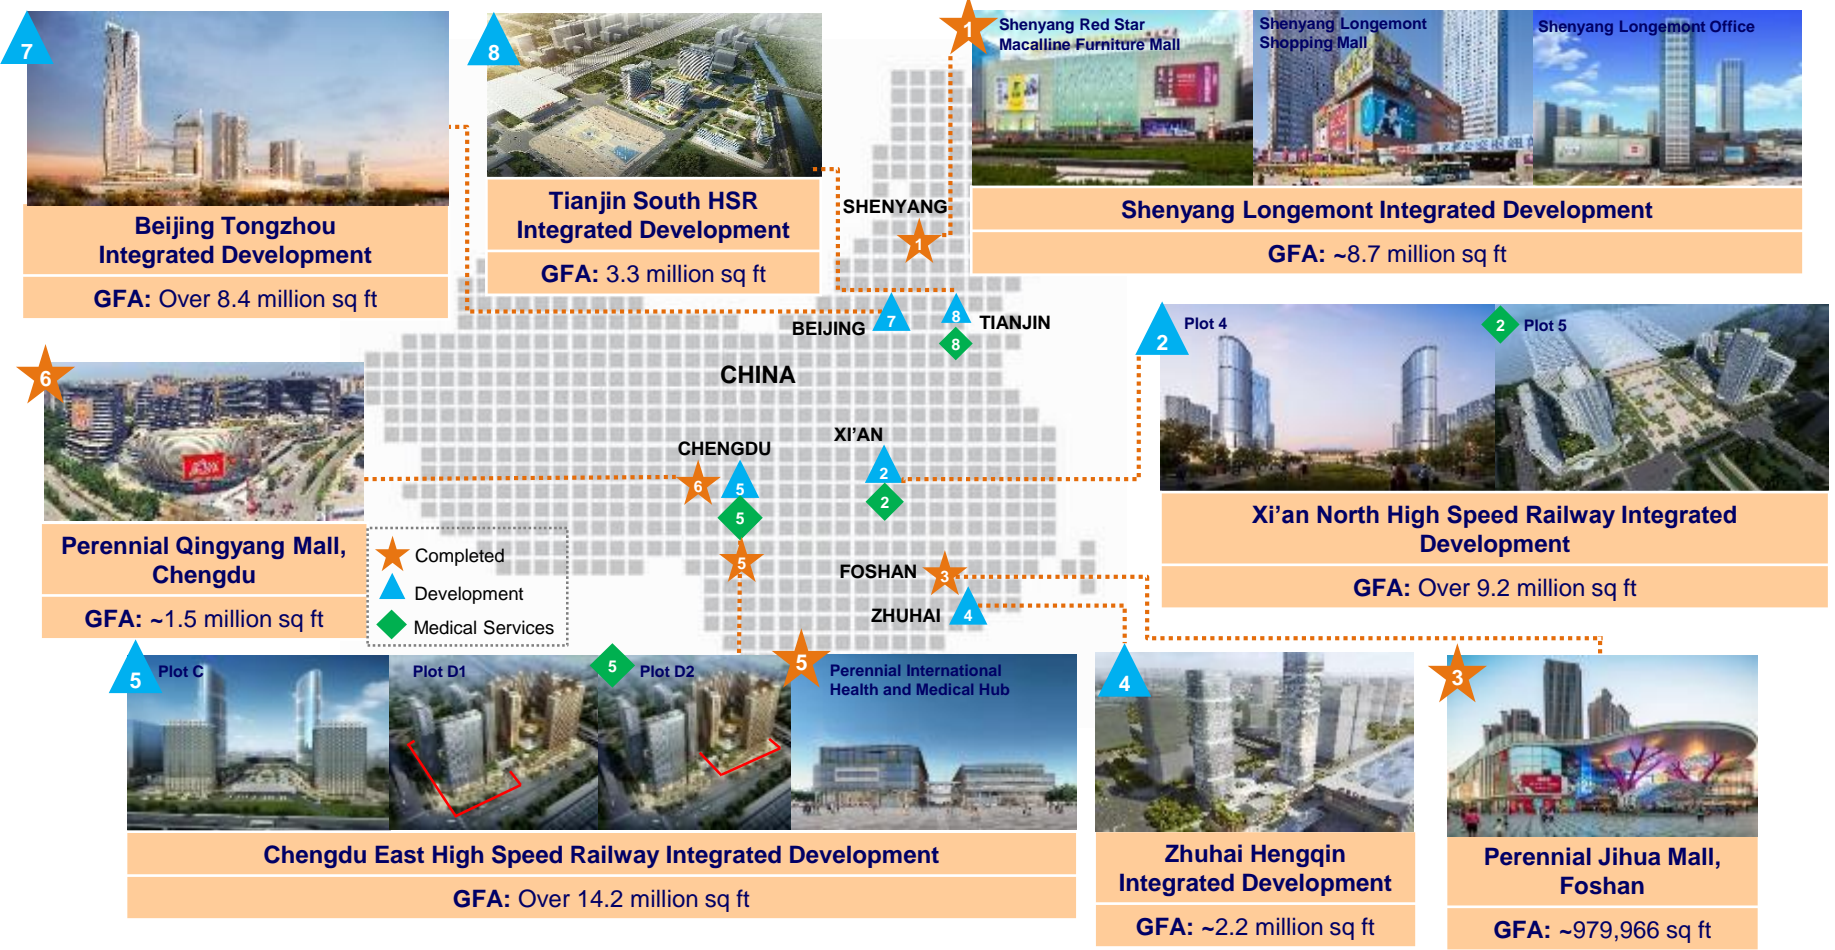 7
Beijing Tongzhou
Integrated Development
GFA: Over 8.4 million sq ft
8
Tianjin South HSR
Integrated Development
GFA: 3.3 million sq ft
1
Shenyang Red Star
Macalline Furniture Mall
Shenyang Longemont
Shopping Mall
Shenyang Longemont Office
Shenyang Longemont Integrated Development
GFA: ~8.7 million sq ft
SHENYANG
1
BEIJING
7
8
TIANJIN
8
CHINA
2
Plot 4
2
Plot 5
Xi’an North High Speed Railway Integrated
Development
GFA: Over 9.2 million sq ft
6
Perennial Qingyang Mall,
Chengdu
GFA: ~1.5 million sq ft
CHENGDU
6
5
5
5
XI’AN
2
2
FOSHAN
3
ZHUHAI
4
Completed
Development
Medical Services
5
Plot C
Plot D1
5
Plot D2
5
Perennial International
Health and Medical Hub
Chengdu East High Speed Railway Integrated Development
GFA: Over 14.2 million sq ft
4
Zhuhai Hengqin
Integrated Development
GFA: ~2.2 million sq ft
3
Perennial Jihua Mall,
Foshan
GFA: ~979,966 sq ft